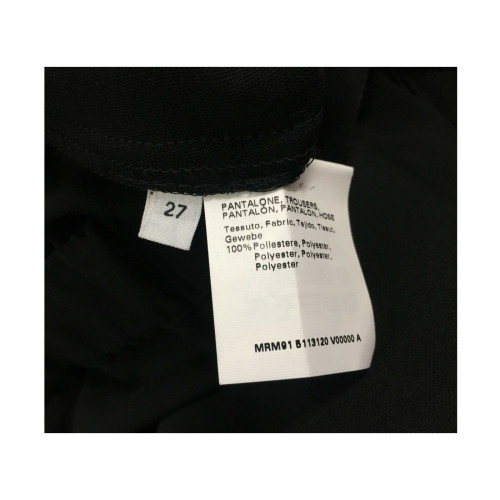 27
PANTALONE, TROUSERS,
PANTALÓN, PANTALON, HOSE
Tessuto, Fabric, Tejido, Tissu,
Gewebe
100% Poliestere, Polyester,
Polyester, Polyester,
Polyester
MRM91 5113120 V00000 A